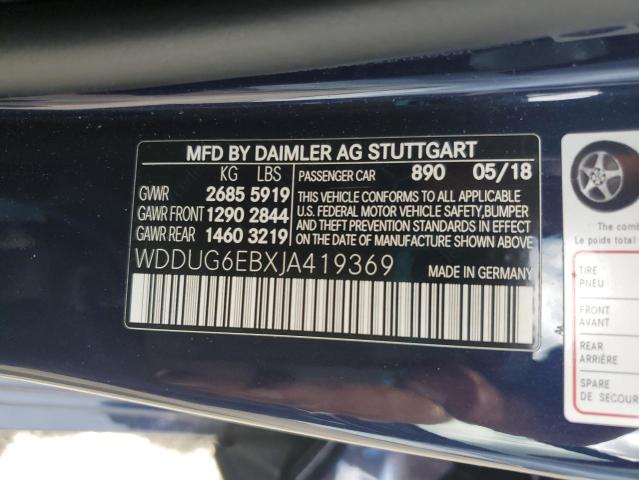 MFD BY DAIMLER AG STUTTGART
KG LBS
PASSENGER CAR 890 05/18
GVWR 2685 5919
GAWR FRONT 1290 2844
GAWR REAR 1460 3219
THIS VEHICLE CONFORMS TO ALL APPLICABLE
U.S. FEDERAL MOTOR VEHICLE SAFETY, BUMPER
AND THEFT PREVENTION STANDARDS IN EFFECT
ON THE DATE OF MANUFACTURE SHOWN ABOVE
WDDUG6EBXJA419369
MADE IN GERMANY
The comb
Le poids total
TIRE
PNEU
FRONT
AVANT
REAR
ARRIÈRE
SPARE
DE SECOUR